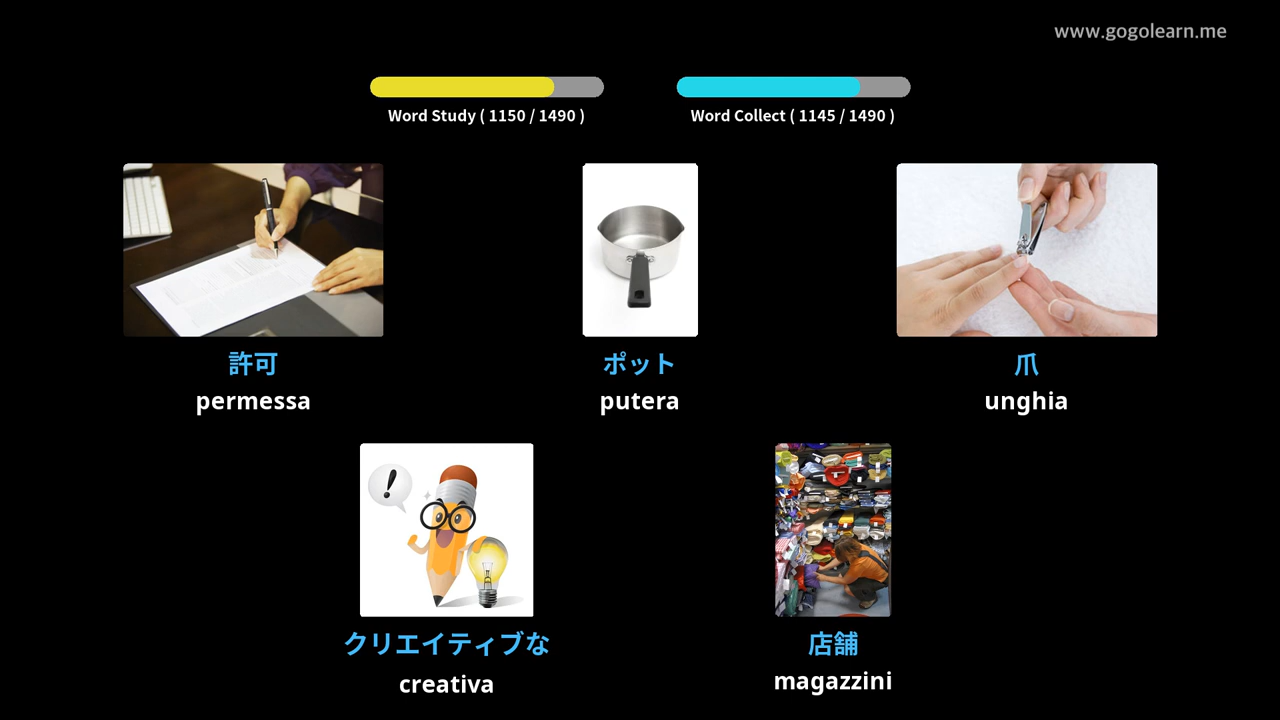 www.gogolearn.me
Word Study ( 1150 / 1490 )
Word Collect ( 1145 / 1490 )
許可
permessa
ポット
putera
爪
unghia
クリエイティブな
creativa
店舗
magazzini